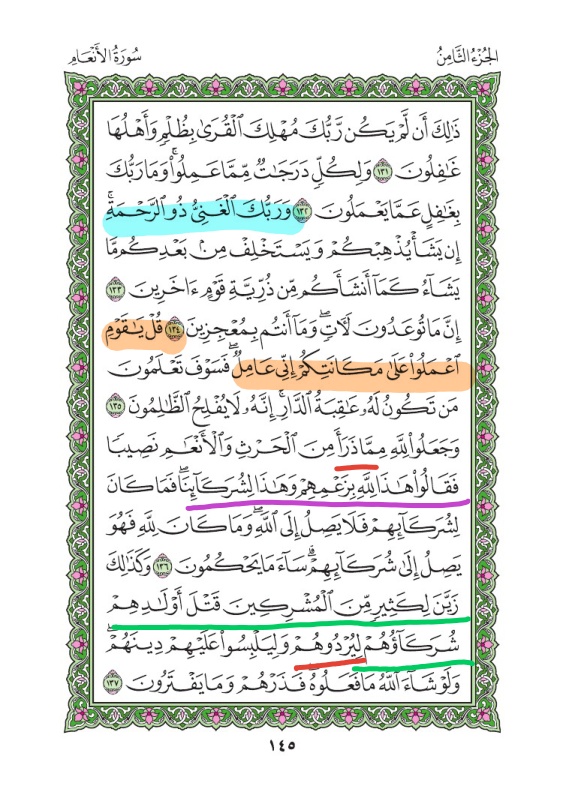 الجُزْءُ الثَّامِنُ
سُورَةُ الأَنْعَامِ
ذَٰلِكَ أَن لَّمْ يَكُن رَّبُّكَ مُهْلِكَ ٱلْقُرَىٰ بِظُلْمٍ وَأَهْلُهَا
غَٰفِلُونَ ١٣١ وَلِكُلٍّ دَرَجَٰتٌ مِّمَّا عَمِلُوا۟ ۚ وَمَا رَبُّكَ
بِغَٰفِلٍ عَمَّا يَعْمَلُونَ ١٣٢ وَرَبُّكَ ٱلْغَنِىُّ ذُو ٱلرَّحْمَةِ ۚ
إِن يَشَأْ يُذْهِبْكُمْ وَيَسْتَخْلِفْ مِنۢ بَعْدِكُم مَّا
يَشَآءُ كَمَآ أَنشَأَكُم مِّن ذُرِّيَّةِ قَوْمٍ ءَاخَرِينَ ١٣٣
إِنَّ مَا تُوعَدُونَ لَءَاتٍ ۖ وَمَآ أَنتُم بِمُعْجِزِينَ ١٣٤ قُلْ يَٰقَوْمِ
ٱعْمَلُوا۟ عَلَىٰ مَكَانَتِكُمْ إِنِّى عَامِلٌ ۖ فَسَوْفَ تَعْلَمُونَ
مَن تَكُونُ لَهُۥ عَٰقِبَةُ ٱلدَّارِ ۗ إِنَّهُۥ لَا يُفْلِحُ ٱلظَّٰلِمُونَ ١٣٥
وَجَعَلُوا۟ لِلَّهِ مِمَّا ذَرَأَ مِنَ ٱلْحَرْثِ وَٱلْأَنْعَٰمِ نَصِيبًا
فَقَالُوا۟ هَٰذَا لِلَّهِ بِزَعْمِهِمْ وَهَٰذَا لِشُرَكَآئِنَا ۖ فَمَا كَانَ
لِشُرَكَآئِهِمْ فَلَا يَصِلُ إِلَى ٱللَّهِ ۖ وَمَا كَانَ لِلَّهِ فَهُوَ
يَصِلُ إِلَىٰ شُرَكَآئِهِمْ ۗ سَآءَ مَا يَحْكُمُونَ ١٣٦ وَكَذَٰلِكَ
زَيَّنَ لِكَثِيرٍ مِّنَ ٱلْمُشْرِكِينَ قَتْلَ أَوْلَٰدِهِمْ
شُرَكَآؤُهُمْ لِيُرْدُوهُمْ وَلِيَلْبِسُوا۟ عَلَيْهِمْ دِينَهُمْ ۖ
وَلَوْ شَآءَ ٱللَّهُ مَا فَعَلُوهُ ۖ فَذَرْهُمْ وَمَا يَفْتَرُونَ ١٣٧
١٤٥